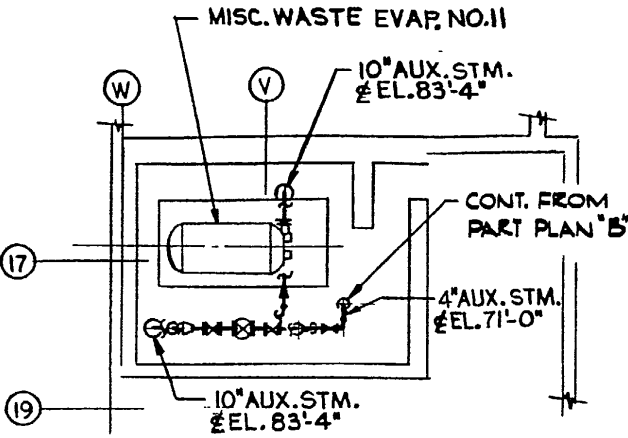 MISC. WASTE EVAP. NO.11
10" AUX. STM.
℄ EL. 83'-4"
W
V
CONT. FROM
PART PLAN "B"
17
4" AUX. STM.
℄ EL. 71'-0"
10" AUX. STM.
℄ EL. 83'-4"
19